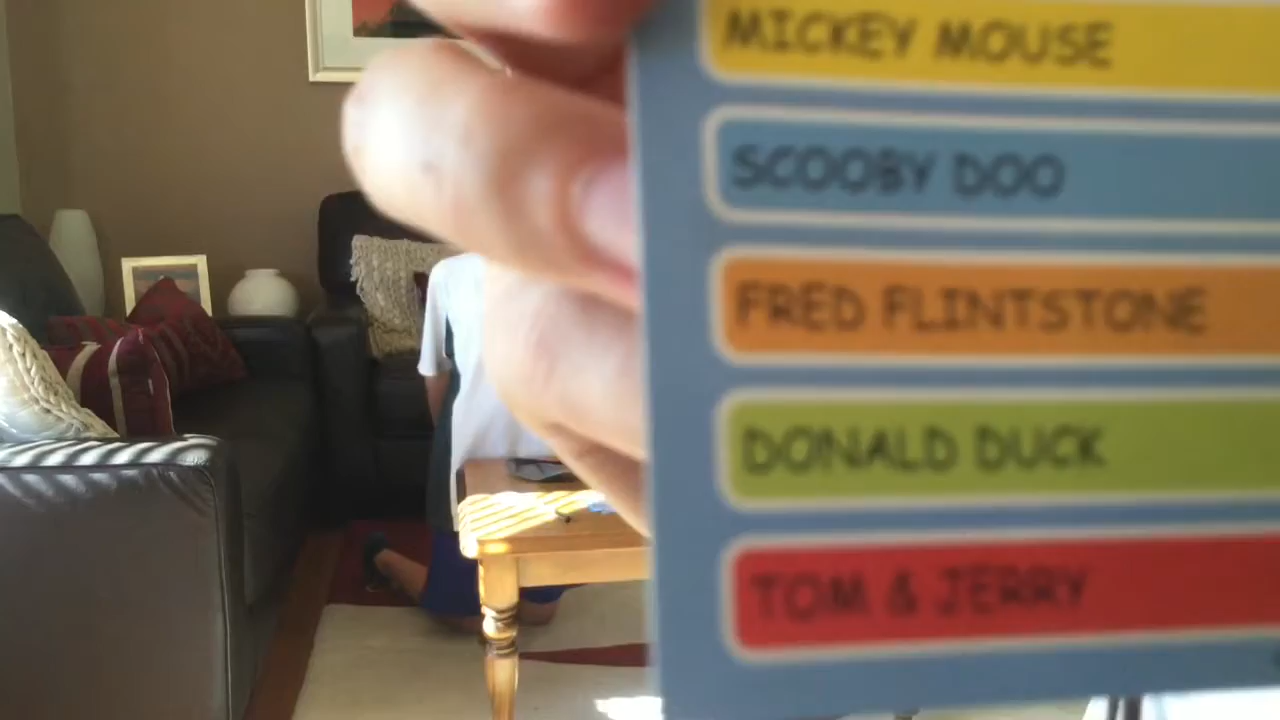 MICKEY MOUSE
SCOOBY DOO
FRED FLINTSTONE
DONALD DUCK
TOM & JERRY